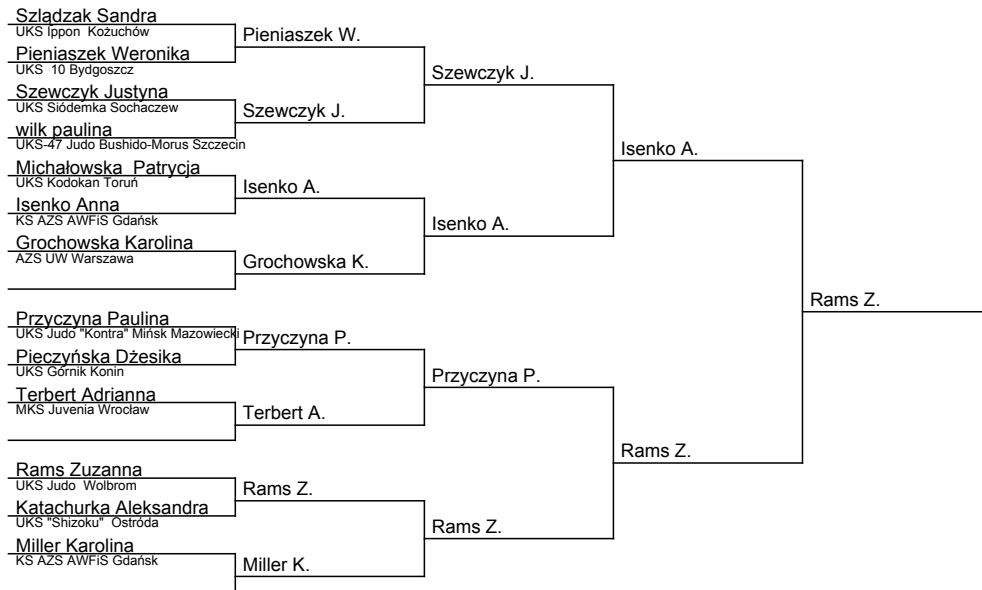 Szlądzak Sandra
UKS Ippon  Kożuchów
Pieniaszek W.
Pieniaszek Weronika
UKS  10 Bydgoszcz
Szewczyk J.
Szewczyk Justyna
UKS Siódemka Sochaczew
Szewczyk J.
wilk paulina
UKS-47 Judo Bushido-Morus Szczecin
Isenko A.
Michałowska  Patrycja
UKS Kodokan Toruń
Isenko A.
Isenko Anna
KS AZS AWFiS Gdańsk
Isenko A.
Grochowska Karolina
AZS UW Warszawa
Grochowska K.
Rams Z.
Przyczyna Paulina
UKS Judo "Kontra" Mińsk Mazowiecki
Przyczyna P.
Pieczyńska Dżesika
UKS Górnik Konin
Przyczyna P.
Terbert Adrianna
MKS Juvenia Wrocław
Terbert A.
Rams Z.
Rams Zuzanna
UKS Judo  Wolbrom
Rams Z.
Katachurka Aleksandra
UKS "Shizoku"  Ostróda
Rams Z.
Miller Karolina
KS AZS AWFiS Gdańsk
Miller K.